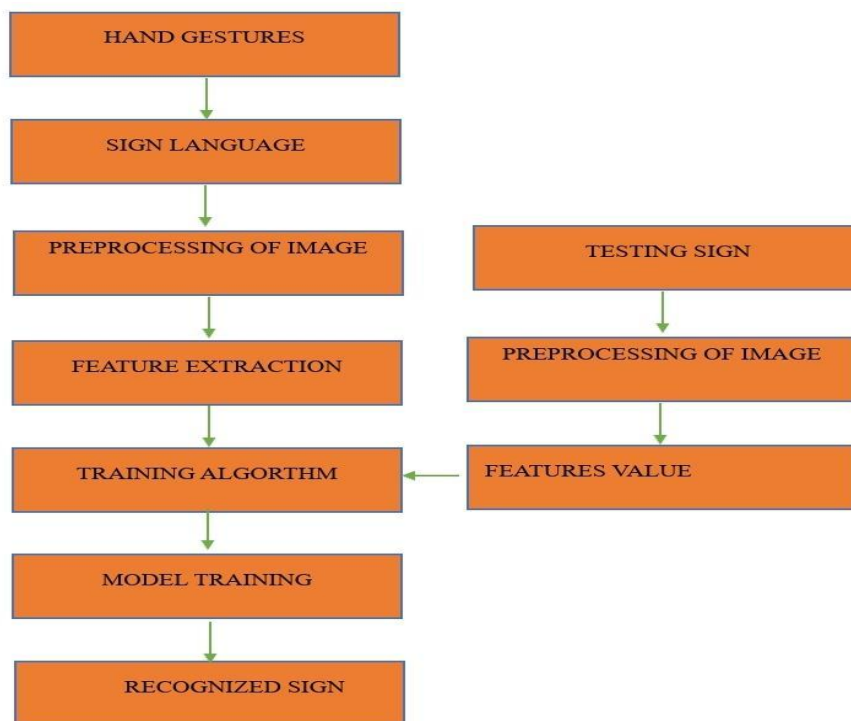 HAND GESTURES
SIGN LANGUAGE
PREPROCESSING OF IMAGE
FEATURE EXTRACTION
TRAINING ALGORTHM
MODEL TRAINING
RECOGNIZED SIGN
TESTING SIGN
PREPROCESSING OF IMAGE
FEATURES VALUE